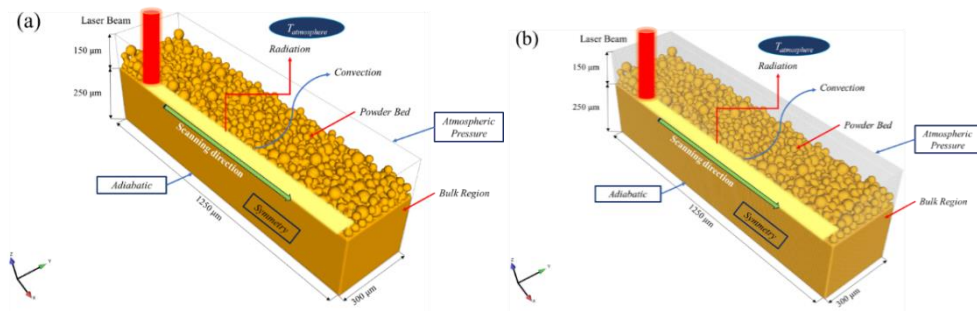 (a)
Laser Beam
T_atmosphere
150 μm
Radiation
Convection
250 μm
Powder Bed
Atmospheric
Pressure
Scanning direction
Adiabatic
Bulk Region
Symmetry
1250 μm
300 μm
Z
Y
X
(b)
Laser Beam
T_atmosphere
150 μm
Radiation
Convection
250 μm
Powder Bed
Atmospheric
Pressure
Scanning direction
Adiabatic
Bulk Region
Symmetry
1250 μm
300 μm
Z
Y
X